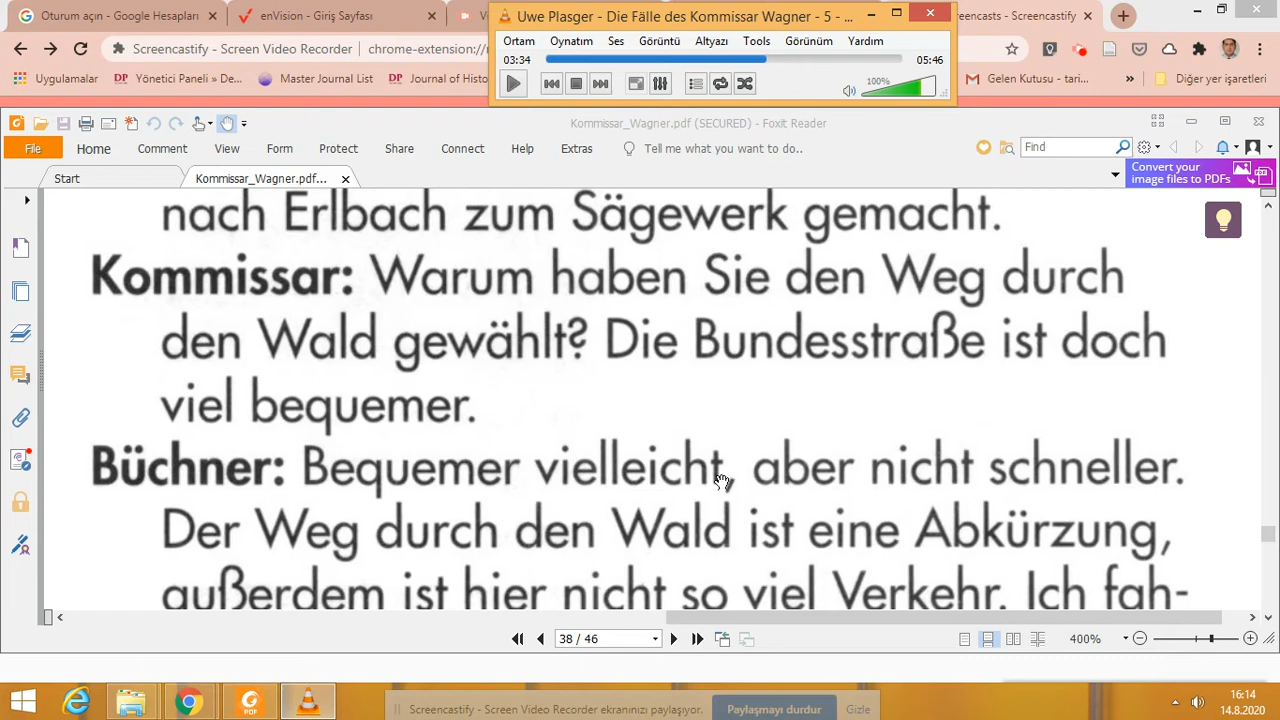 Oturum açın - Google Hesapları
enVision - Giriş Sayfası
Uwe Plasger - Die Fälle des Kommissar Wagner - 5 - ...
eencasts - Screencastify
Ortam Oynatım Ses Görüntü Altyazı Tools Görünüm Yardım
Screencastify - Screen Video Recorder
chrome-extension://
03:34
05:46
100%
Uygulamalar
Yönetici Paneli » De...
Master Journal List
Journal of Histo
Gelen Kutusu - tari...
»
Diğer yer işaretleri
Kommissar_Wagner.pdf (SECURED) - Foxit Reader
File Home Comment View Form Protect Share Connect Help Extras Tell me what you want to do..
Find
Start
Kommissar_Wagner.pdf...
Convert your
image files to PDFs
nach Erlbach zum Sägewerk gemacht.
Kommissar: Warum haben Sie den Weg durch
den Wald gewählt? Die Bundesstraße ist doch
viel bequemer.
Büchner: Bequemer vielleicht, aber nicht schneller.
Der Weg durch den Wald ist eine Abkürzung,
außerdem ist hier nicht so viel Verkehr. Ich fah-
38 / 46
400%
Screencastify - Screen Video Recorder ekranınızı paylaşıyor.
Paylaşmayı durdur
Gizle
16:14
14.8.2020